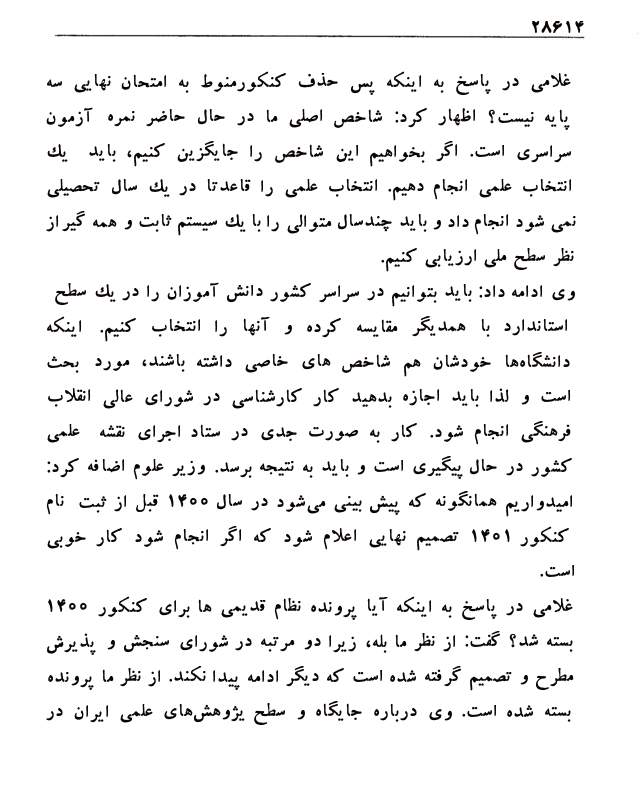 ۲۸۶۱۴
غلامی در پاسخ به اینکه پس حذف کنکورمنوط به امتحان نهایی سه
پایه نیست؟ اظهار کرد: شاخص اصلی ما در حال حاضر نمره آزمون
سراسری است. اگر بخواهیم این شاخص را جایگزین کنیم، باید یك
انتخاب علمی انجام دهیم. انتخاب علمی را قاعدتا در یك سال تحصیلی
نمی شود انجام داد و باید چندسال متوالی را با یك سیستم ثابت و همه گیر از
نظر سطح ملی ارزیابی کنیم.
وی ادامه داد: باید بتوانیم در سراسر کشور دانش آموزان را در یك سطح
استاندارد با همدیگر مقایسه کرده و آنها را انتخاب کنیم. اینکه
دانشگاه‌ها خودشان هم شاخص های خاصی داشته باشند، مورد بحث
است و لذا باید اجازه بدهید کار کارشناسی در شورای عالی انقلاب
فرهنگی انجام شود. کار به صورت جدی در ستاد اجرای نقشه علمی
کشور در حال پیگیری است و باید به نتیجه برسد. وزیر علوم اضافه کرد:
امیدواریم همانگونه که پیش بینی می‌شود در سال ۱۴۰۰ قبل از ثبت نام
کنکور ۱۴۰۱ تصمیم نهایی اعلام شود که اگر انجام شود کار خوبی
است.
غلامی در پاسخ به اینکه آیا پرونده نظام قدیمی ها برای کنکور ۱۴۰۰
بسته شد؟ گفت: از نظر ما بله، زیرا دو مرتبه در شورای سنجش و پذیرش
مطرح و تصمیم گرفته شده است که دیگر ادامه پیدا نکند. از نظر ما پرونده
بسته شده است. وی درباره جایگاه و سطح پژوهش‌های علمی ایران در